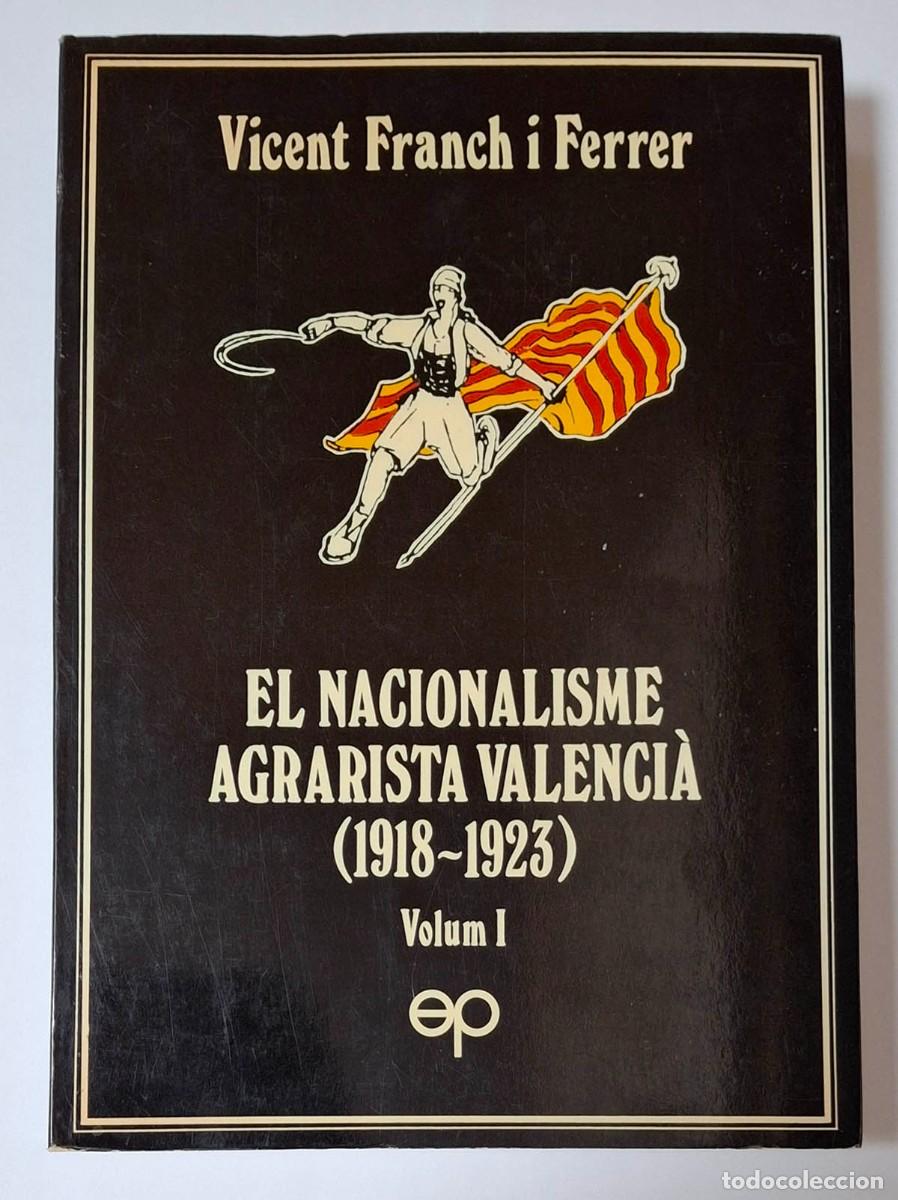 Vicent Franch i Ferrer
EL NACIONALISME
AGRARISTA VALENCIÀ
(1918~1923)
Volum I
ep
todocoleccion